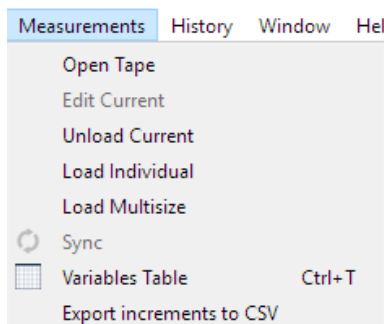 Measurements History Window Hel
Open Tape
Edit Current
Unload Current
Load Individual
Load Multisize
Sync
Variables Table Ctrl+T
Export increments to CSV